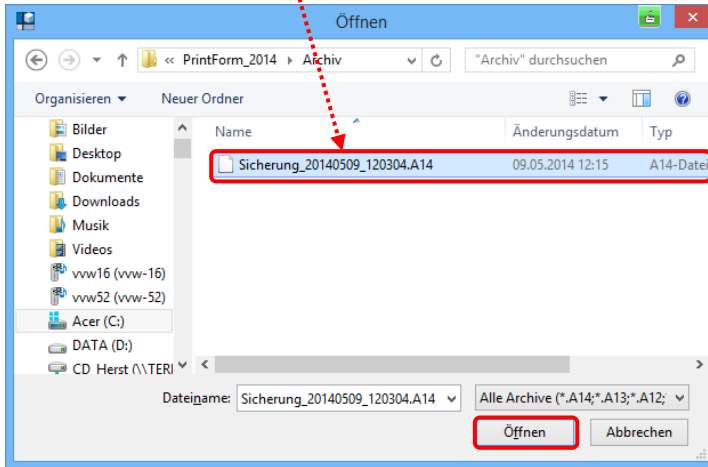 Öffnen
« PrintForm_2014 ▸ Archiv
"Archiv" durchsuchen
Organisieren ▾ Neuer Ordner
Name Änderungsdatum Typ
Sicherung_20140509_120304.A14 09.05.2014 12:15 A14-Datei
Bilder
Desktop
Dokumente
Downloads
Musik
Videos
vvw16 (vvw-16)
vvw52 (vvw-52)
Acer (C:)
DATA (D:)
CD_Herst (\\TERI
Dateiname: Sicherung_20140509_120304.A14 Alle Archive (*.A14;*.A13;*.A12;
Öffnen Abbrechen